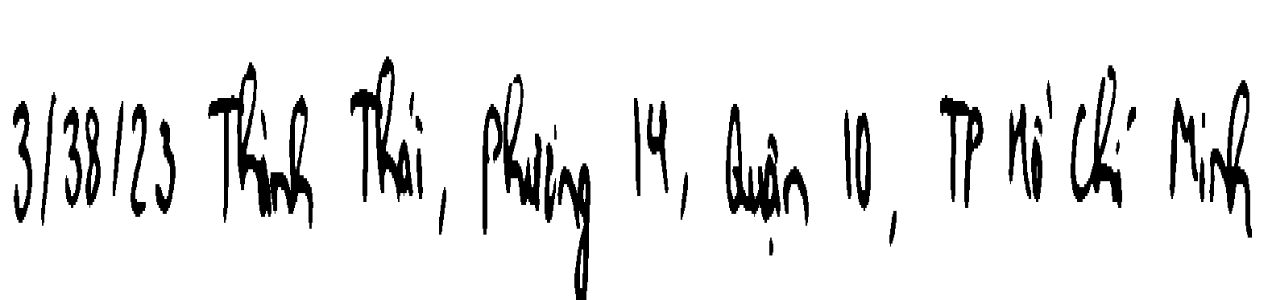 3/38/23 Thành Thái, Phường 14, Quận 10, TP Hồ Chí Minh